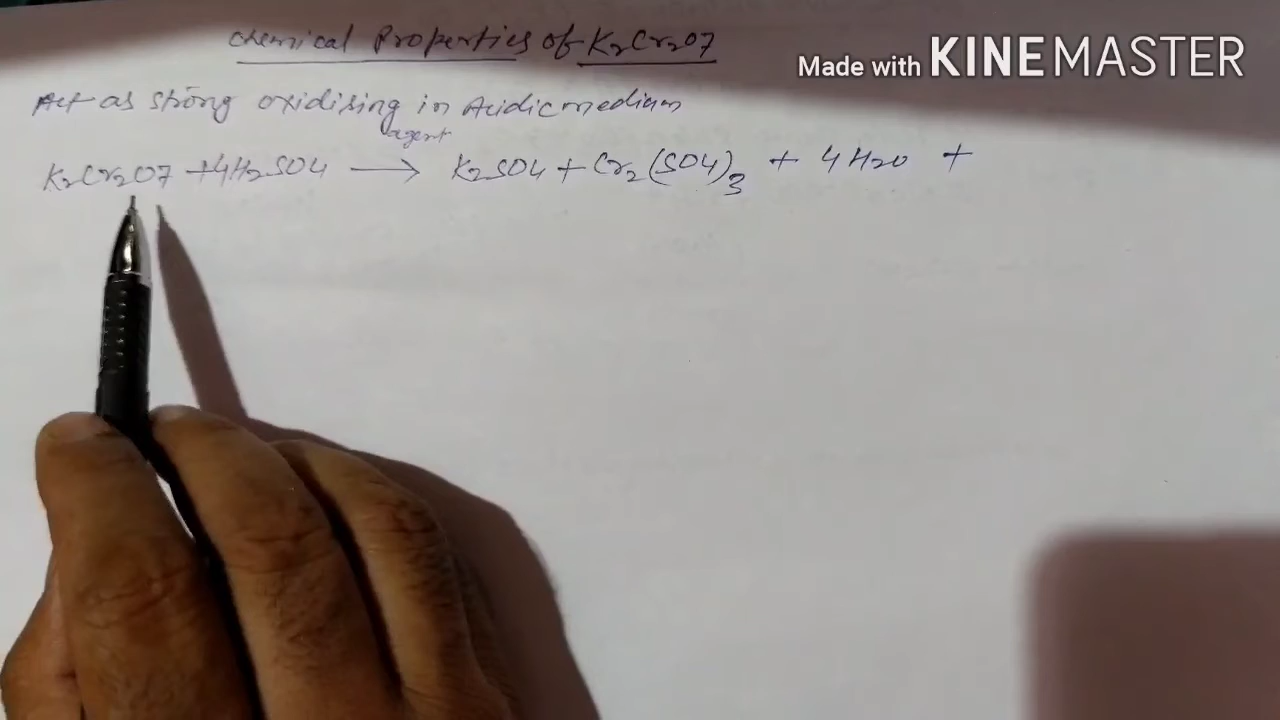 Chemical Properties of K2Cr2O7
Made with KINEMASTER
Act as strong oxidising in Acidic medium
agent
K2Cr2O7 + 4H2SO4 → K2SO4 + Cr2(SO4)3 + 4H2O +